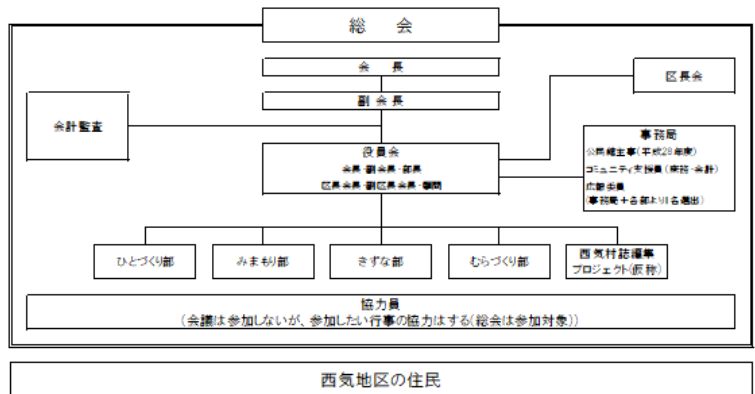 総　会
会　長
区長会
副会長
会計監査
役員会
会長・副会長・部長
区長会長・副区長会長・顧問
事務局
公民館主事(平成28年度)
コミュニティ支援員(庶務・会計)
広報委員
(事務局＋各部より1名選出)
ひとづくり部
みまもり部
きずな部
むらづくり部
西気村誌編集
プロジェクト(仮称)
協力員
(会議は参加しないが、参加したい行事の協力はする(総会は参加対象))
西気地区の住民